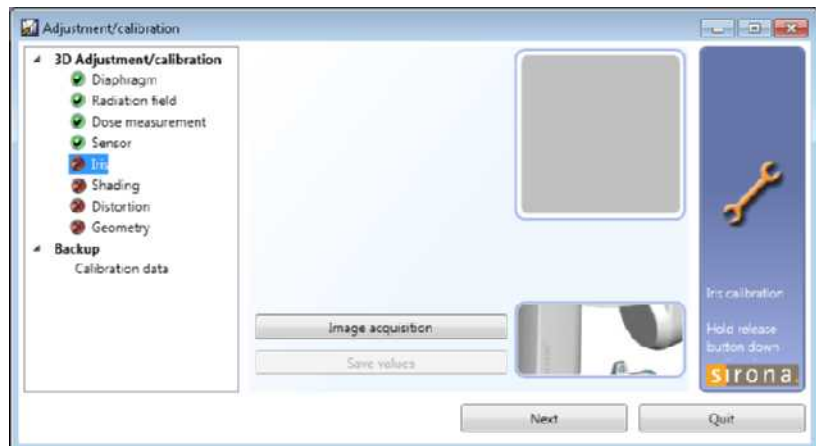 Adjustment/calibration
3D Adjustment/calibration
Diaphragm
Radiation field
Dose measurement
Sensor
Iris
Shading
Distortion
Geometry
Backup
Calibration data
Image acquisition
Save values
Iris calibration
Hold release
button down
sirona.
Next
Quit